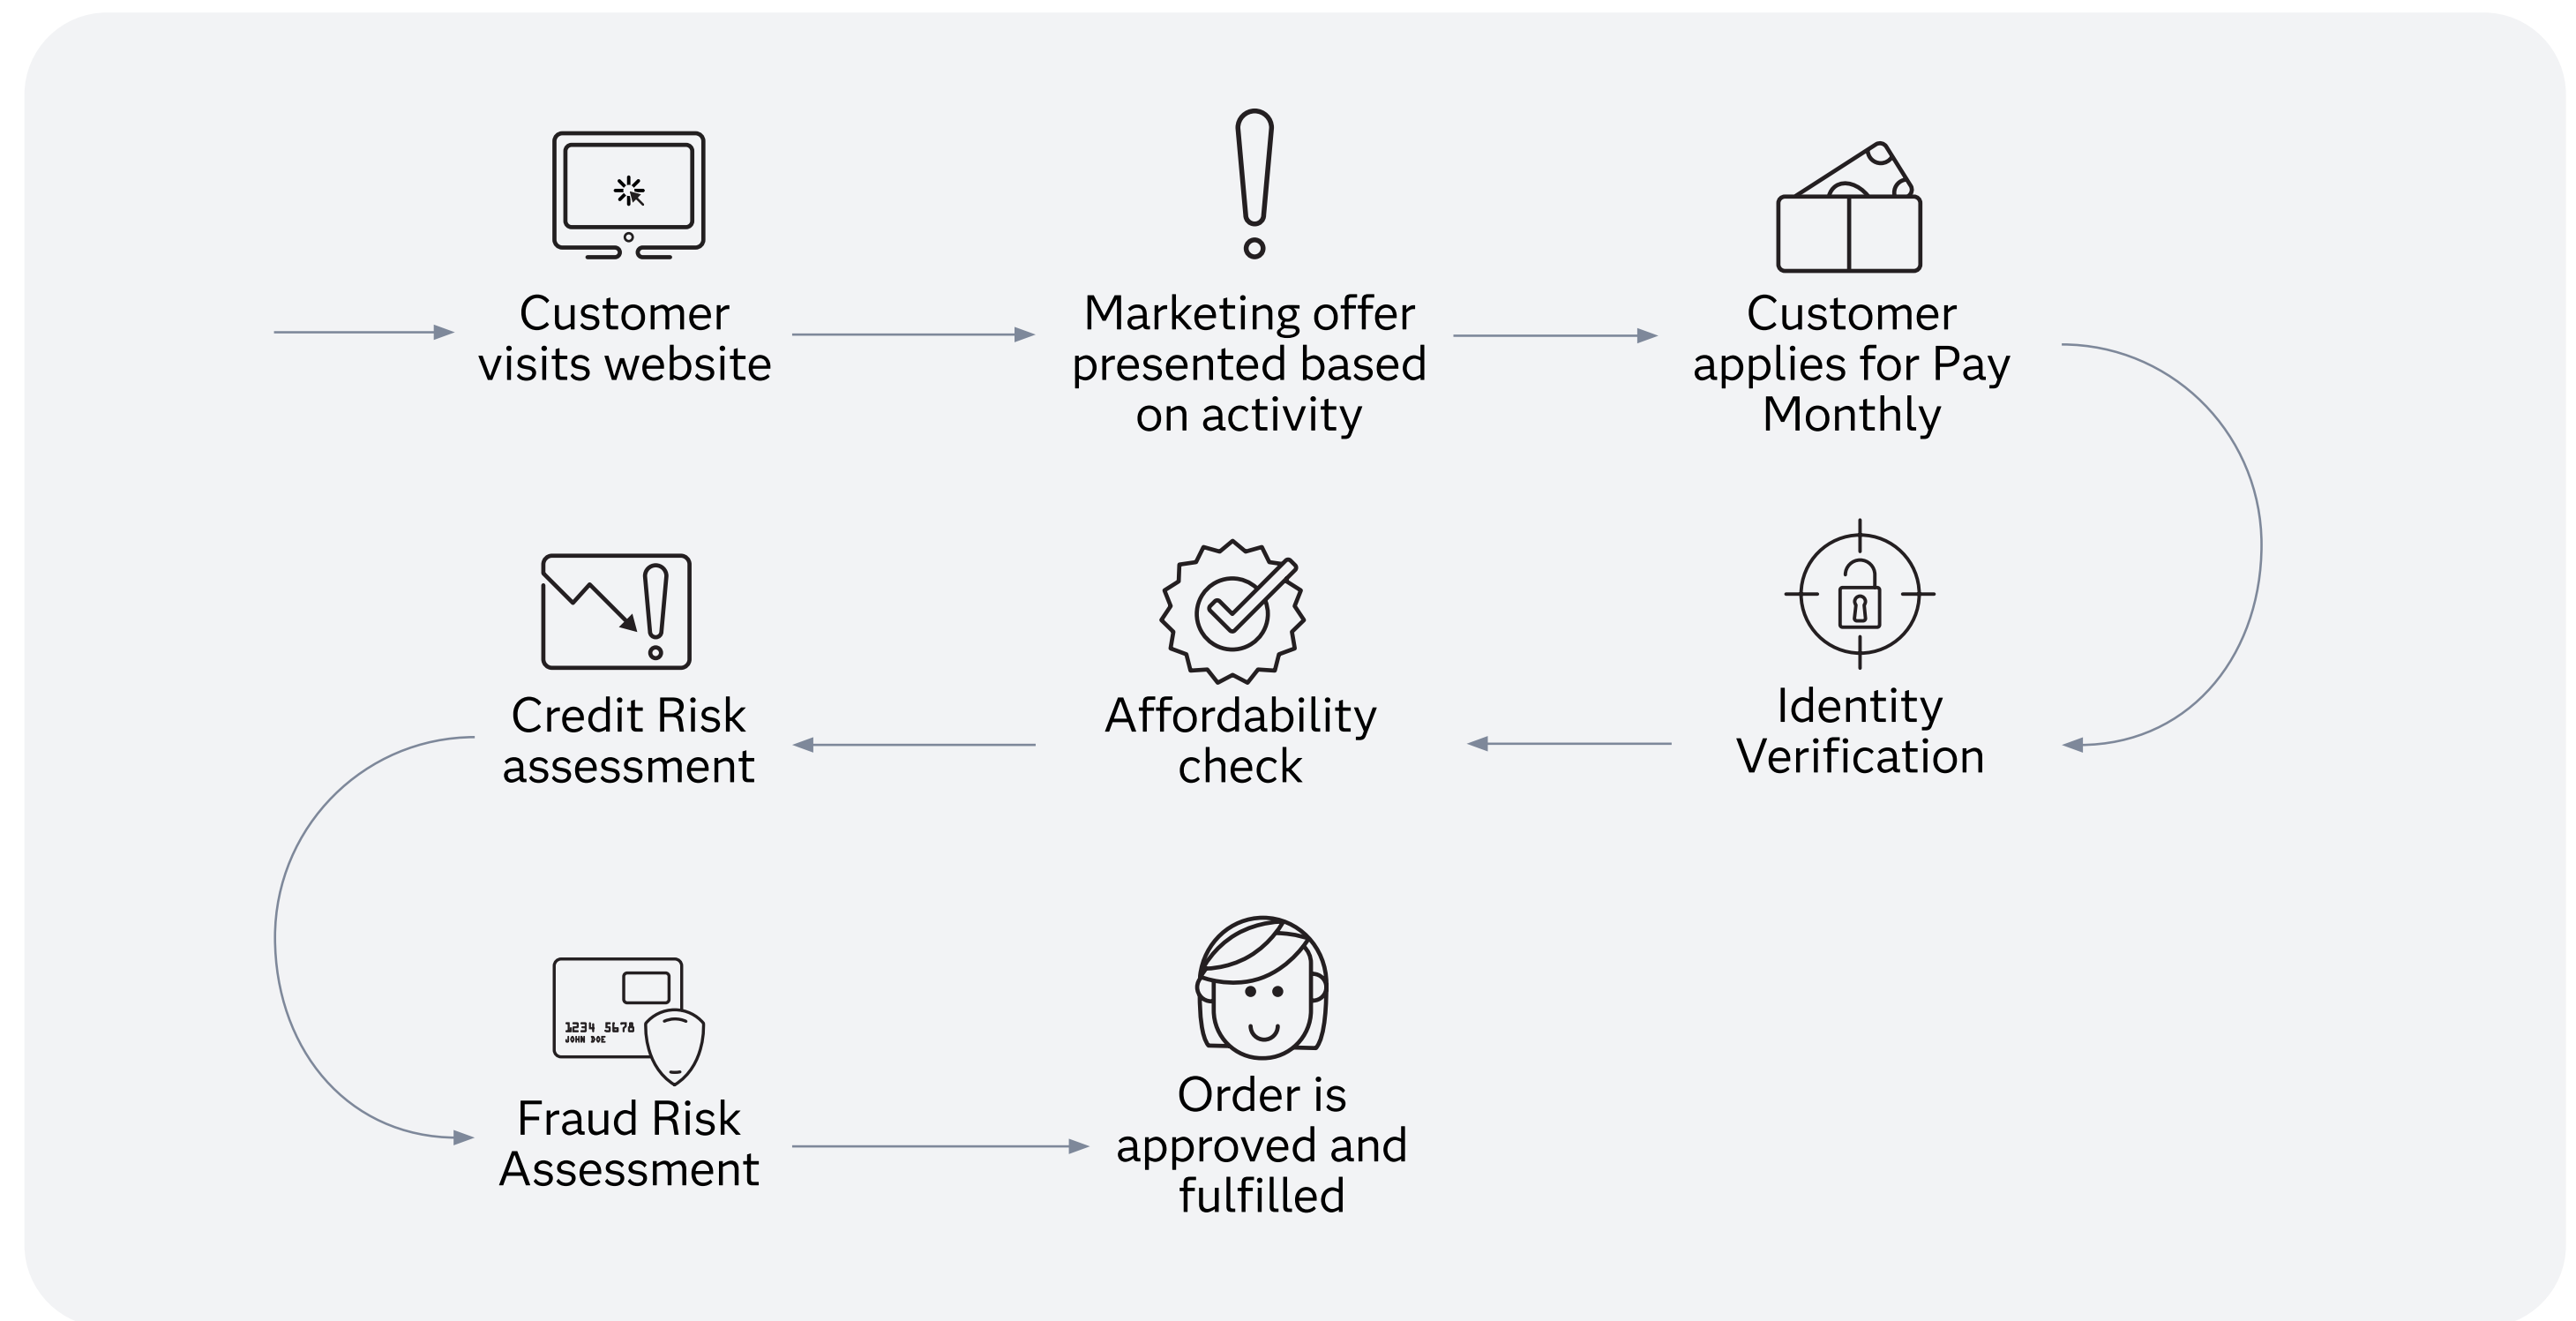 Customer
visits website
Marketing offer
presented based
on activity
Customer
applies for Pay
Monthly
Identity
Verification
Affordability
check
Credit Risk
assessment
1234 5678
JOHN DOE
Fraud Risk
Assessment
Order is
approved and
fulfilled